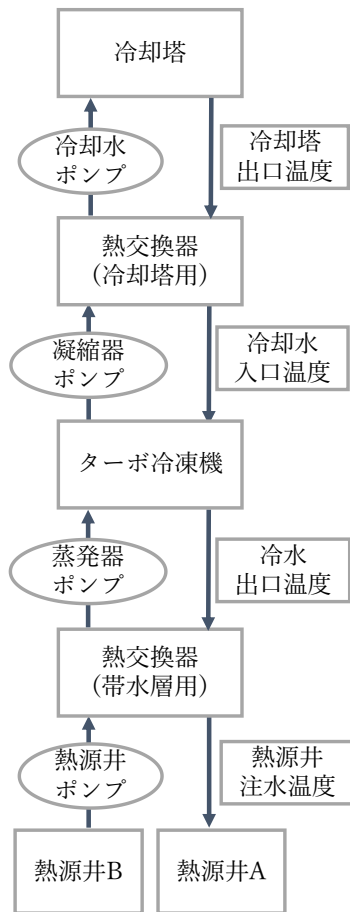 冷却塔
冷却水
ポンプ
冷却塔
出口温度
熱交換器
(冷却塔用)
凝縮器
ポンプ
冷却水
入口温度
ターボ冷凍機
蒸発器
ポンプ
冷水
出口温度
熱交換器
(帯水層用)
熱源井
ポンプ
熱源井
注水温度
熱源井B
熱源井A